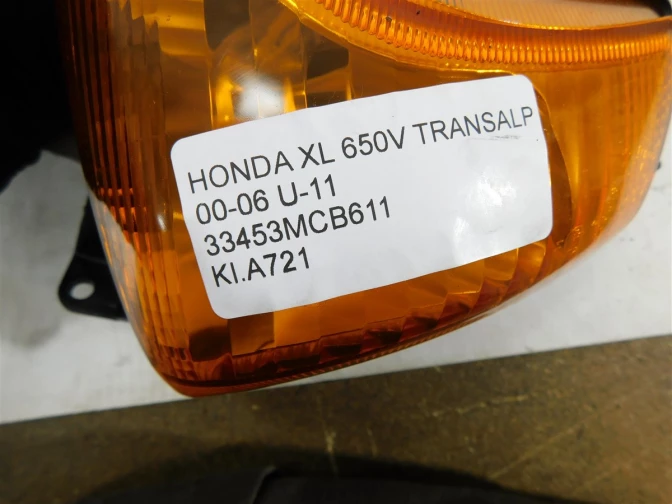 HONDA XL 650V TRANSALP
00-06 U-11
33453MCB611
KI.A721